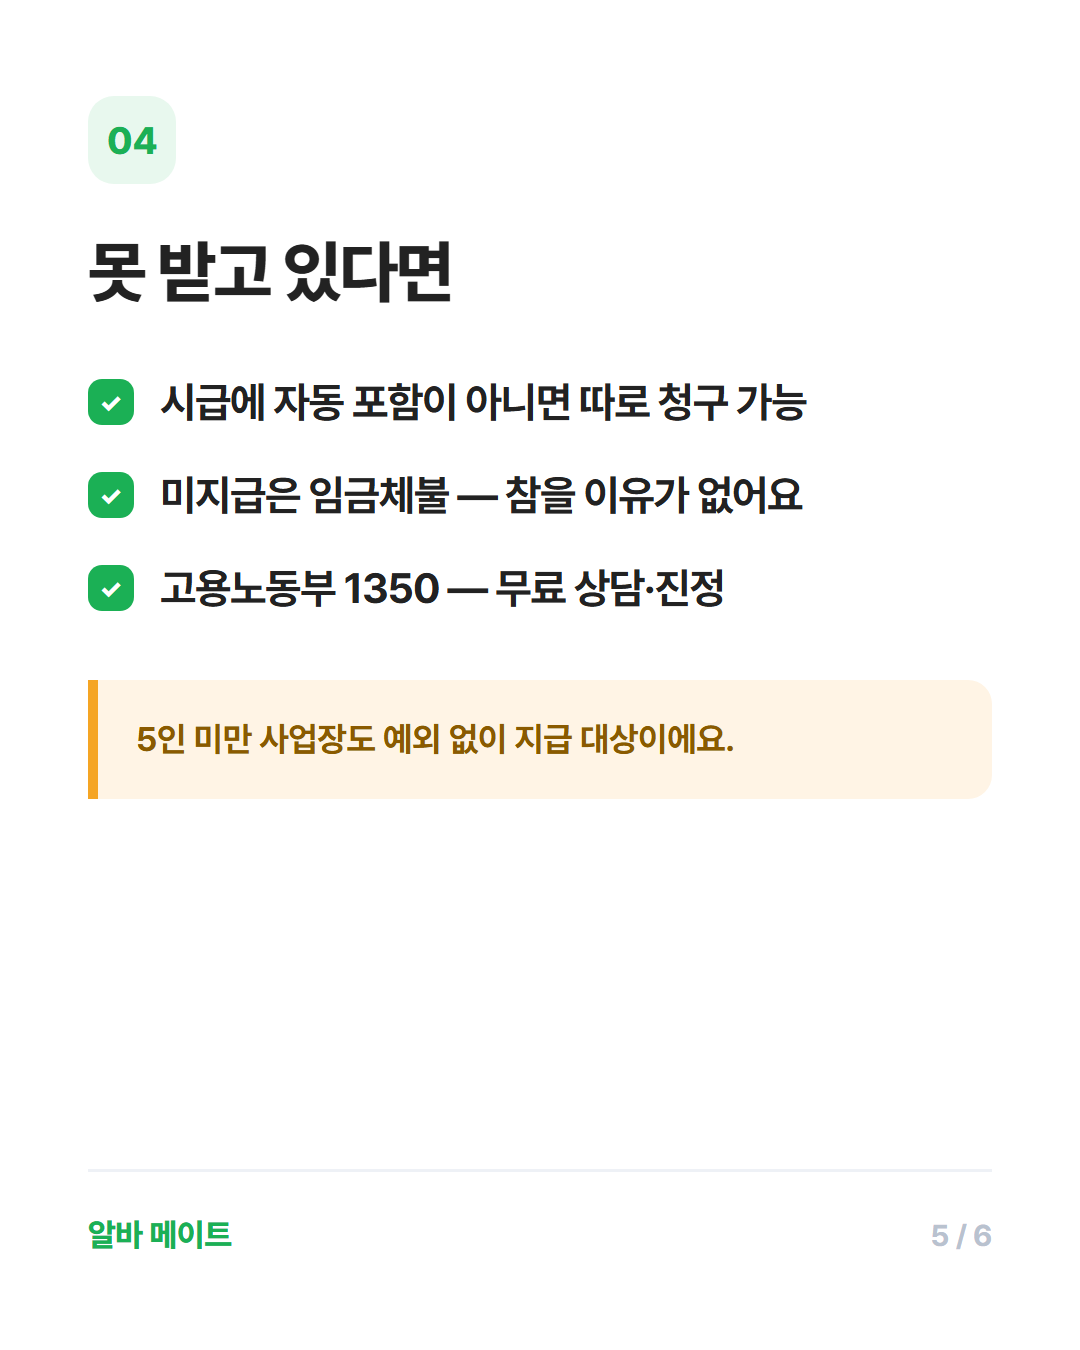 04
못 받고 있다면
시급에 자동 포함이 아니면 따로 청구 가능
미지급은 임금체불 — 참을 이유가 없어요
고용노동부 1350 — 무료 상담·진정
5인 미만 사업장도 예외 없이 지급 대상이에요.
알바 메이트
5 / 6